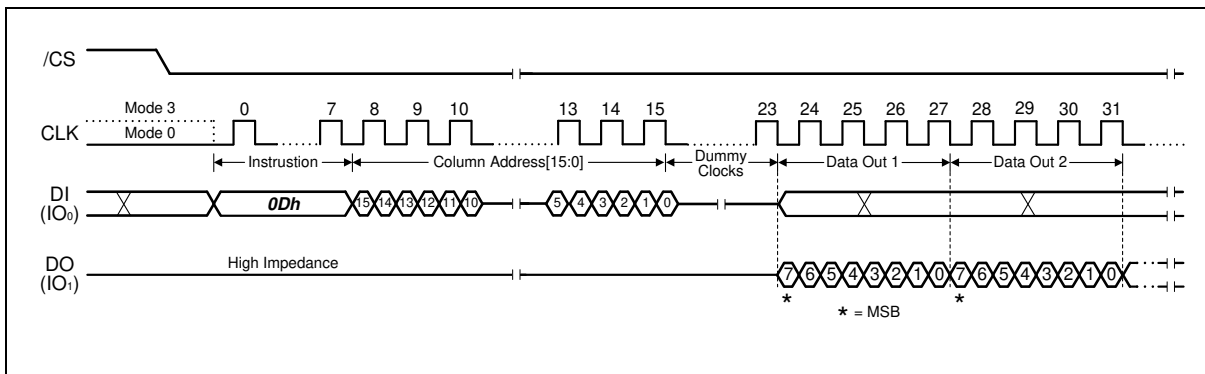 /CS
Mode 3 0 7 8 9 10 13 14 15 23 24 25 26 27 28 29 30 31
CLK Mode 0
Instrustion Column Address[15:0] Dummy Clocks Data Out 1 Data Out 2
DI
(IO0) 0Dh 15 14 13 12 11 10 5 4 3 2 1 0
DO High Impedance
(IO1) 7 6 5 4 3 2 1 0 7 6 5 4 3 2 1 0
* *
* = MSB